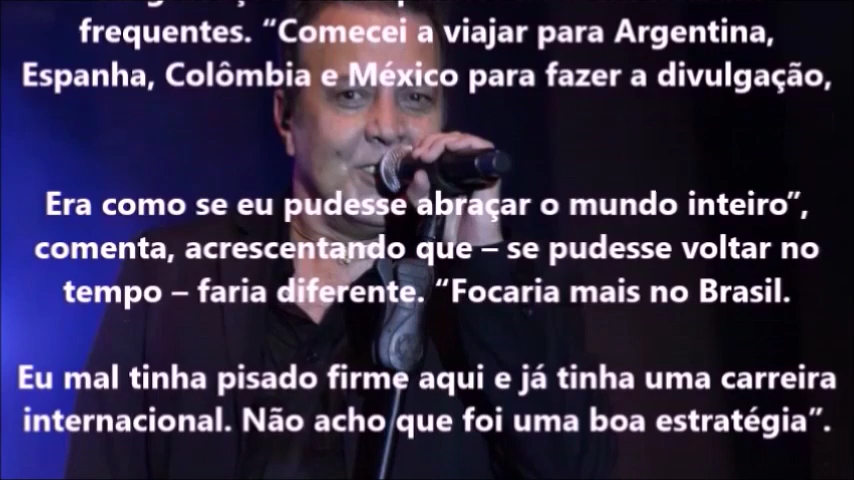 frequentes. “Comecei a viajar para Argentina,
Espanha, Colômbia e México para fazer a divulgação,
Era como se eu pudesse abraçar o mundo inteiro”,
comenta, acrescentando que – se pudesse voltar no
tempo – faria diferente. “Focaria mais no Brasil.
Eu mal tinha pisado firme aqui e já tinha uma carreira
internacional. Não acho que foi uma boa estratégia”.